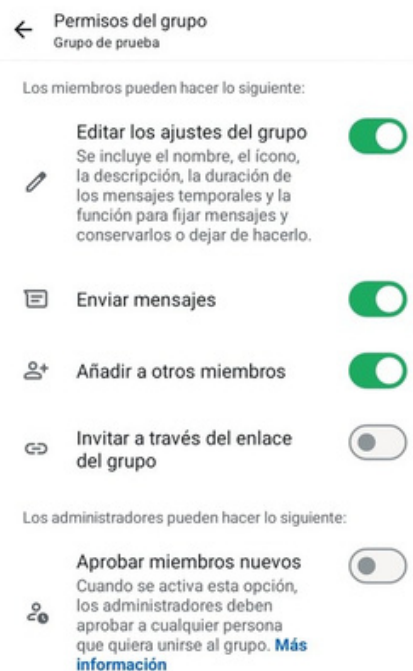 Permisos del grupo
Grupo de prueba
Los miembros pueden hacer lo siguiente:
Editar los ajustes del grupo
Se incluye el nombre, el ícono,
la descripción, la duración de
los mensajes temporales y la
función para fijar mensajes y
conservarlos o dejar de hacerlo.
Enviar mensajes
Añadir a otros miembros
Invitar a través del enlace
del grupo
Los administradores pueden hacer lo siguiente:
Aprobar miembros nuevos
Cuando se activa esta opción,
los administradores deben
aprobar a cualquier persona
que quiera unirse al grupo. Más
información